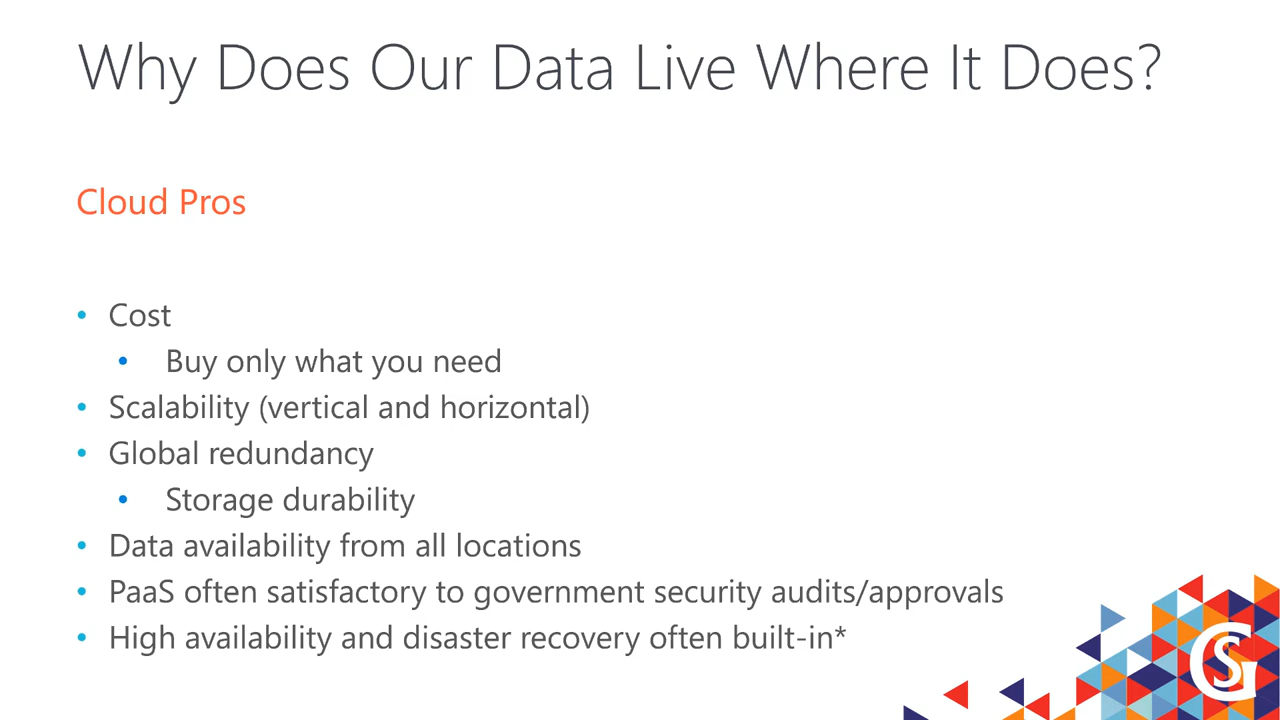 Why Does Our Data Live Where It Does?
Cloud Pros
• Cost
• Buy only what you need
• Scalability (vertical and horizontal)
• Global redundancy
• Storage durability
• Data availability from all locations
• PaaS often satisfactory to government security audits/approvals
• High availability and disaster recovery often built-in*
GS